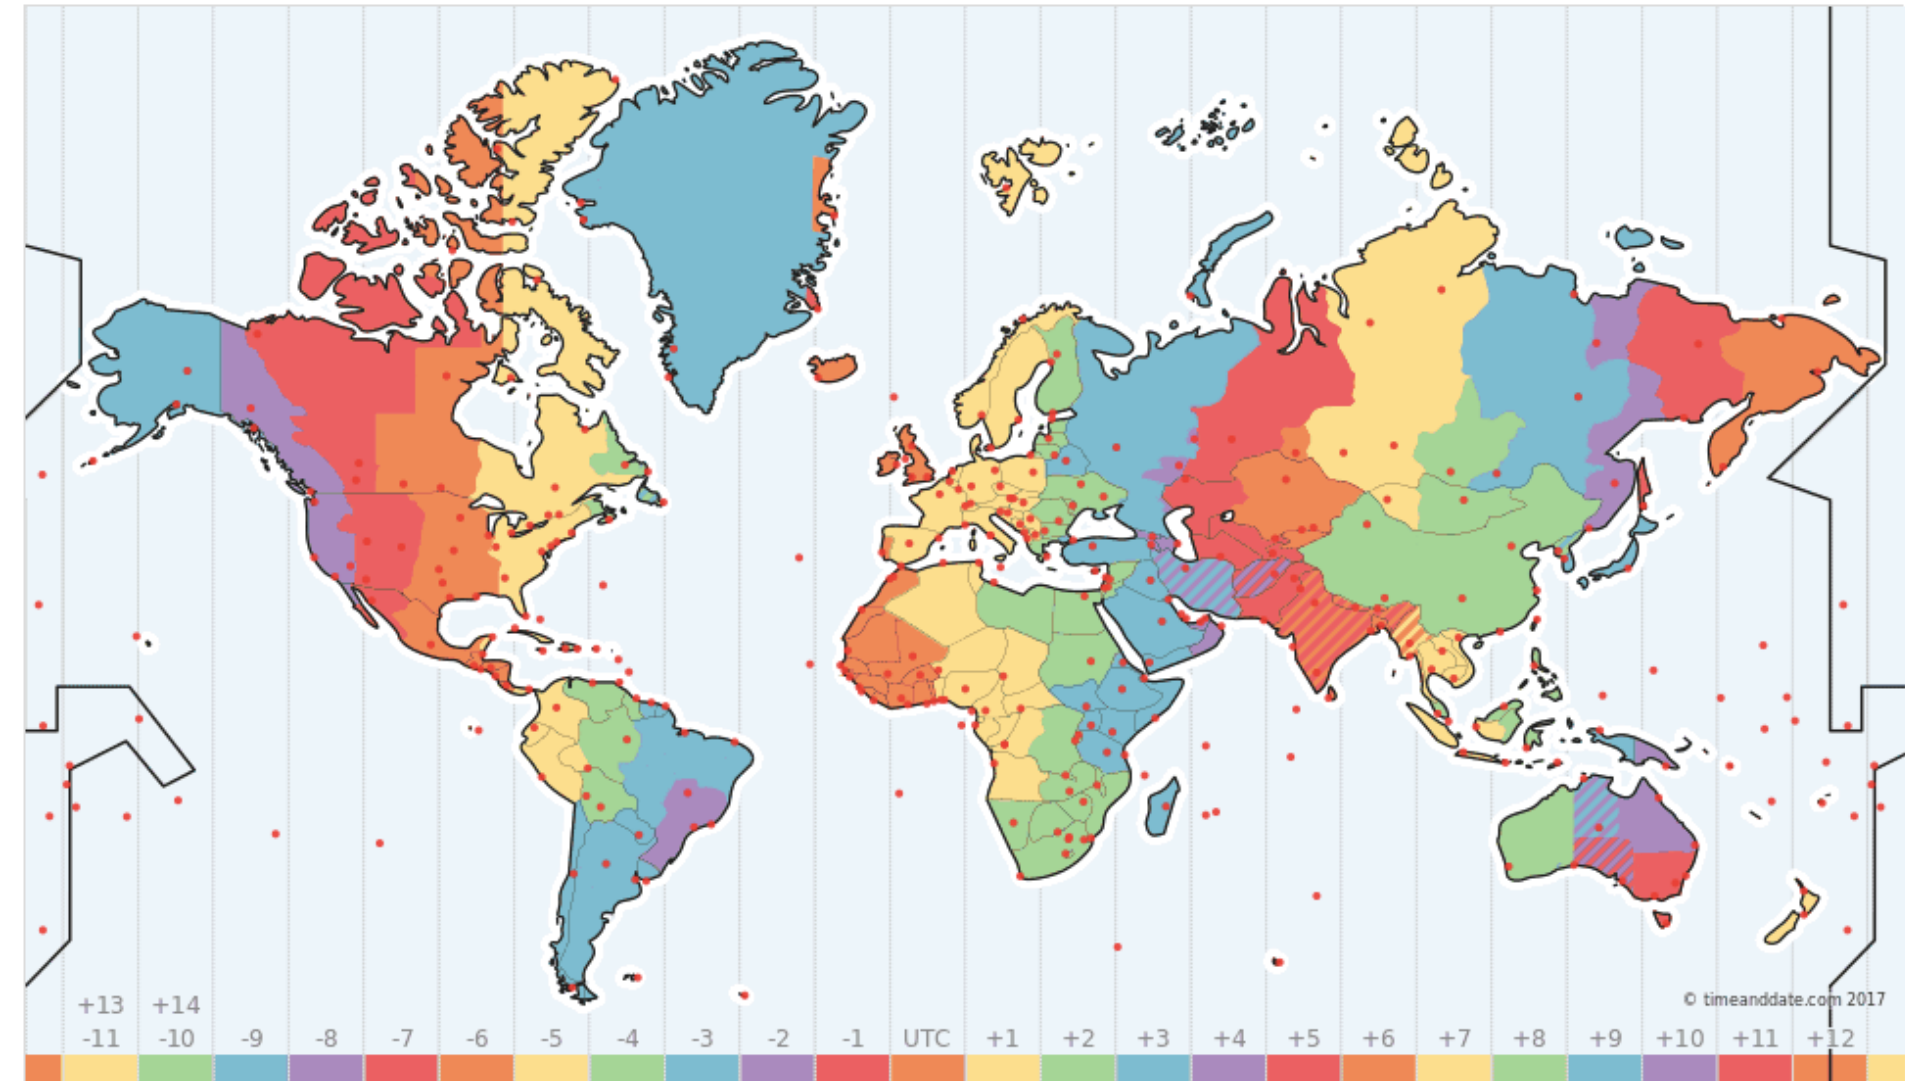 © timeanddate.com 2017
+13 +14
-11 -10 -9 -8 -7 -6 -5 -4 -3 -2 -1 UTC +1 +2 +3 +4 +5 +6 +7 +8 +9 +10 +11 +12